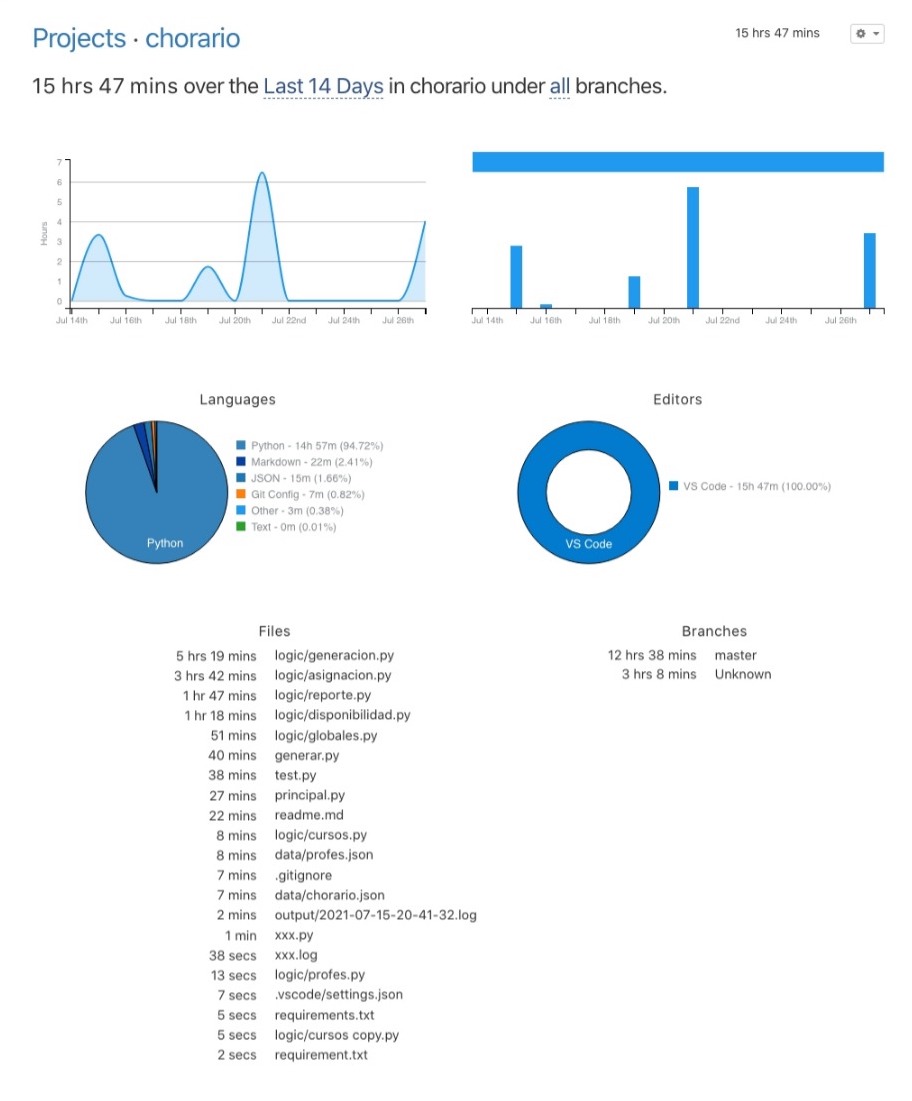 Projects · chorario
15 hrs 47 mins
15 hrs 47 mins over the Last 14 Days in chorario under all branches.
Hours
7
6
5
4
3
2
1
0
Jul 14th Jul 16th Jul 18th Jul 20th Jul 22nd Jul 24th Jul 26th
Jul 14th Jul 16th Jul 18th Jul 20th Jul 22nd Jul 24th Jul 26th
Languages
Python
Python - 14h 57m (94.72%)
Markdown - 22m (2.41%)
JSON - 15m (1.66%)
Git Config - 7m (0.82%)
Other - 3m (0.38%)
Text - 0m (0.01%)
Editors
VS Code
VS Code - 15h 47m (100.00%)
Files
5 hrs 19 mins logic/generacion.py
3 hrs 42 mins logic/asignacion.py
1 hr 47 mins logic/reporte.py
1 hr 18 mins logic/disponibilidad.py
51 mins logic/globales.py
40 mins generar.py
38 mins test.py
27 mins principal.py
22 mins readme.md
8 mins logic/cursos.py
8 mins data/profes.json
7 mins .gitignore
7 mins data/chorario.json
2 mins output/2021-07-15-20-41-32.log
1 min xxx.py
38 secs xxx.log
13 secs logic/profes.py
7 secs .vscode/settings.json
5 secs requirements.txt
5 secs logic/cursos copy.py
2 secs requirement.txt
Branches
12 hrs 38 mins master
3 hrs 8 mins Unknown